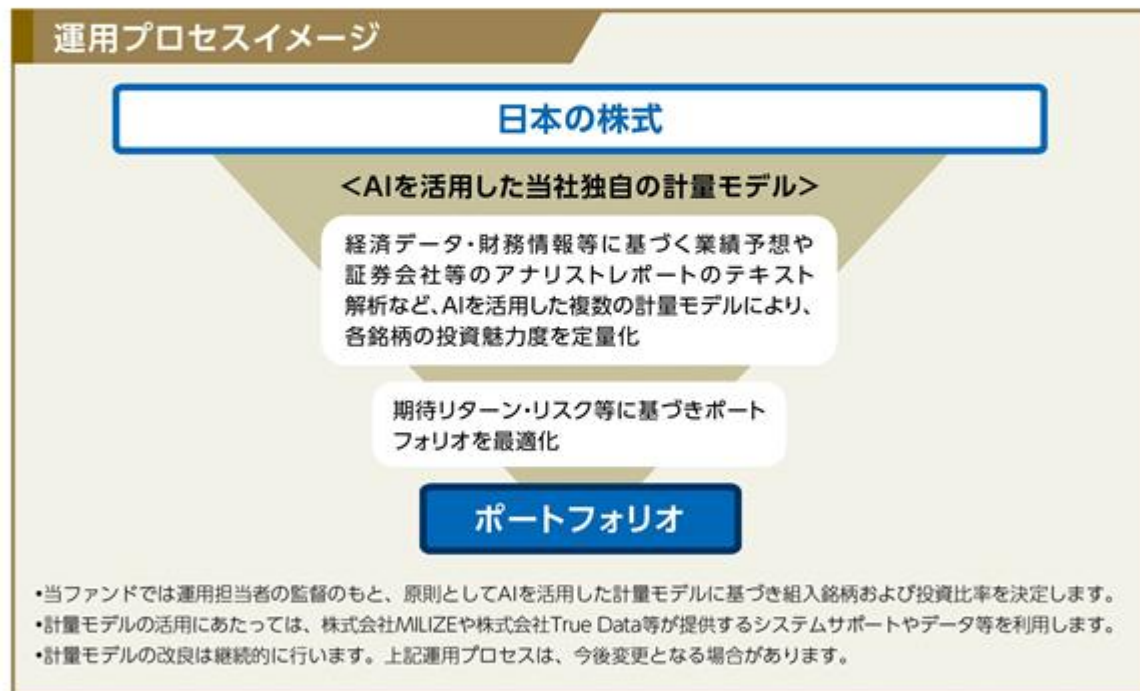 運用プロセスイメージ
日本の株式
<AIを活用した当社独自の計量モデル>
経済データ・財務情報等に基づく業績予想や
証券会社等のアナリストレポートのテキスト
解析など、AIを活用した複数の計量モデルにより、
各銘柄の投資魅力度を定量化
期待リターン・リスク等に基づきポート
フォリオを最適化
ポートフォリオ
•当ファンドでは運用担当者の監督のもと、原則としてAIを活用した計量モデルに基づき組入銘柄および投資比率を決定します。
•計量モデルの活用にあたっては、株式会社MILIZEや株式会社True Data等が提供するシステムサポートやデータ等を利用します。
•計量モデルの改良は継続的に行います。上記運用プロセスは、今後変更となる場合があります。